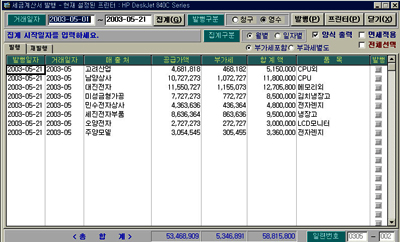 세금계산서 발행 - 현재 설정된 프린터 : HP DeskJet 840C Series
거래일자 2003-05-01 ~ 2003-05-21 집계(G) 발행구분 청구 영수 발행(P) 프린터(P) 닫기(X)
집계 시작일자를 입력하세요. 집계구분 월별 일자별 양식 출력 면세적용
부가세포함 부가세별도 전체선택
발행 재발행
발행일자 거래일자 매 출 처 공급가액 부가세 합 계 액 품 목 발행
2003-05-21 2003-05 고려산업 4,681,818 468,182 5,150,000 CPU외
2003-05-21 2003-05 남양상사 10,727,273 1,072,727 11,800,000 CPU
2003-05-21 2003-05 대진전자 11,550,727 1,155,073 12,705,800 메모리외
2003-05-21 2003-05 미성금형가공 7,727,273 772,727 8,500,000 김치냉장고
2003-05-21 2003-05 민수전자상사 4,363,636 436,364 4,800,000 전자렌지
2003-05-21 2003-05 세진전자부품 8,636,364 863,636 9,500,000 냉장고
2003-05-21 2003-05 오양전자 2,727,273 272,727 3,000,000 LCD모니터
2003-05-21 2003-05 주양모델 3,054,545 305,455 3,360,000 전자렌지
< 총 합 계 > 53,468,909 5,346,891 58,815,800 일련번호 0305 - 002